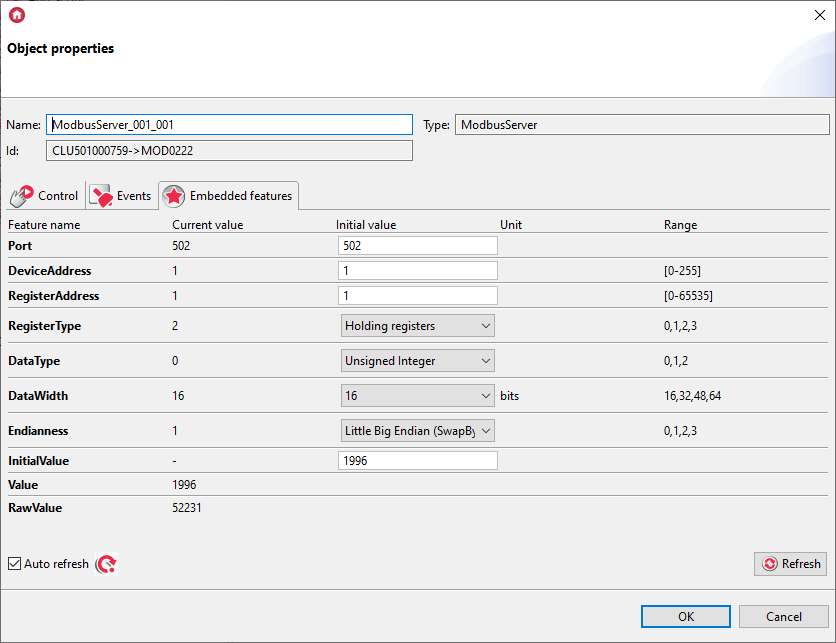 Object properties
Name: ModbusServer_001_001 Type: ModbusServer
Id: CLU501000759->MOD0222
Control Events Embedded features
Feature name Current value Initial value Unit Range
Port 502 502
DeviceAddress 1 1 [0-255]
RegisterAddress 1 1 [0-65535]
RegisterType 2 Holding registers 0,1,2,3
DataType 0 Unsigned Integer 0,1,2
DataWidth 16 16 bits 16,32,48,64
Endianness 1 Little Big Endian (SwapBy 0,1,2,3
InitialValue - 1996
Value 1996
RawValue 52231
Auto refresh Refresh
OK Cancel